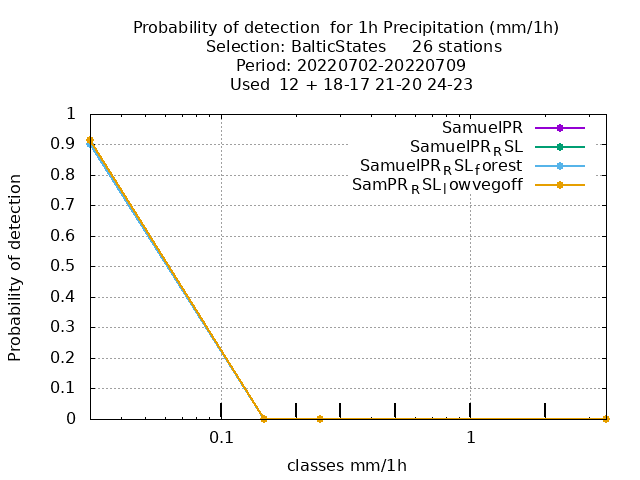 Probability of detection  for 1h Precipitation (mm/1h)
Selection: BalticStates     26 stations
Period: 20220702-20220709
Used  12 + 18-17 21-20 24-23
SamuelPR
SamuelPR_RSL
SamuelPR_RSL_forest
SamPR_RSL_lowvegoff
Probability of detection
1
0.9
0.8
0.7
0.6
0.5
0.4
0.3
0.2
0.1
0
0.1
1
classes mm/1h